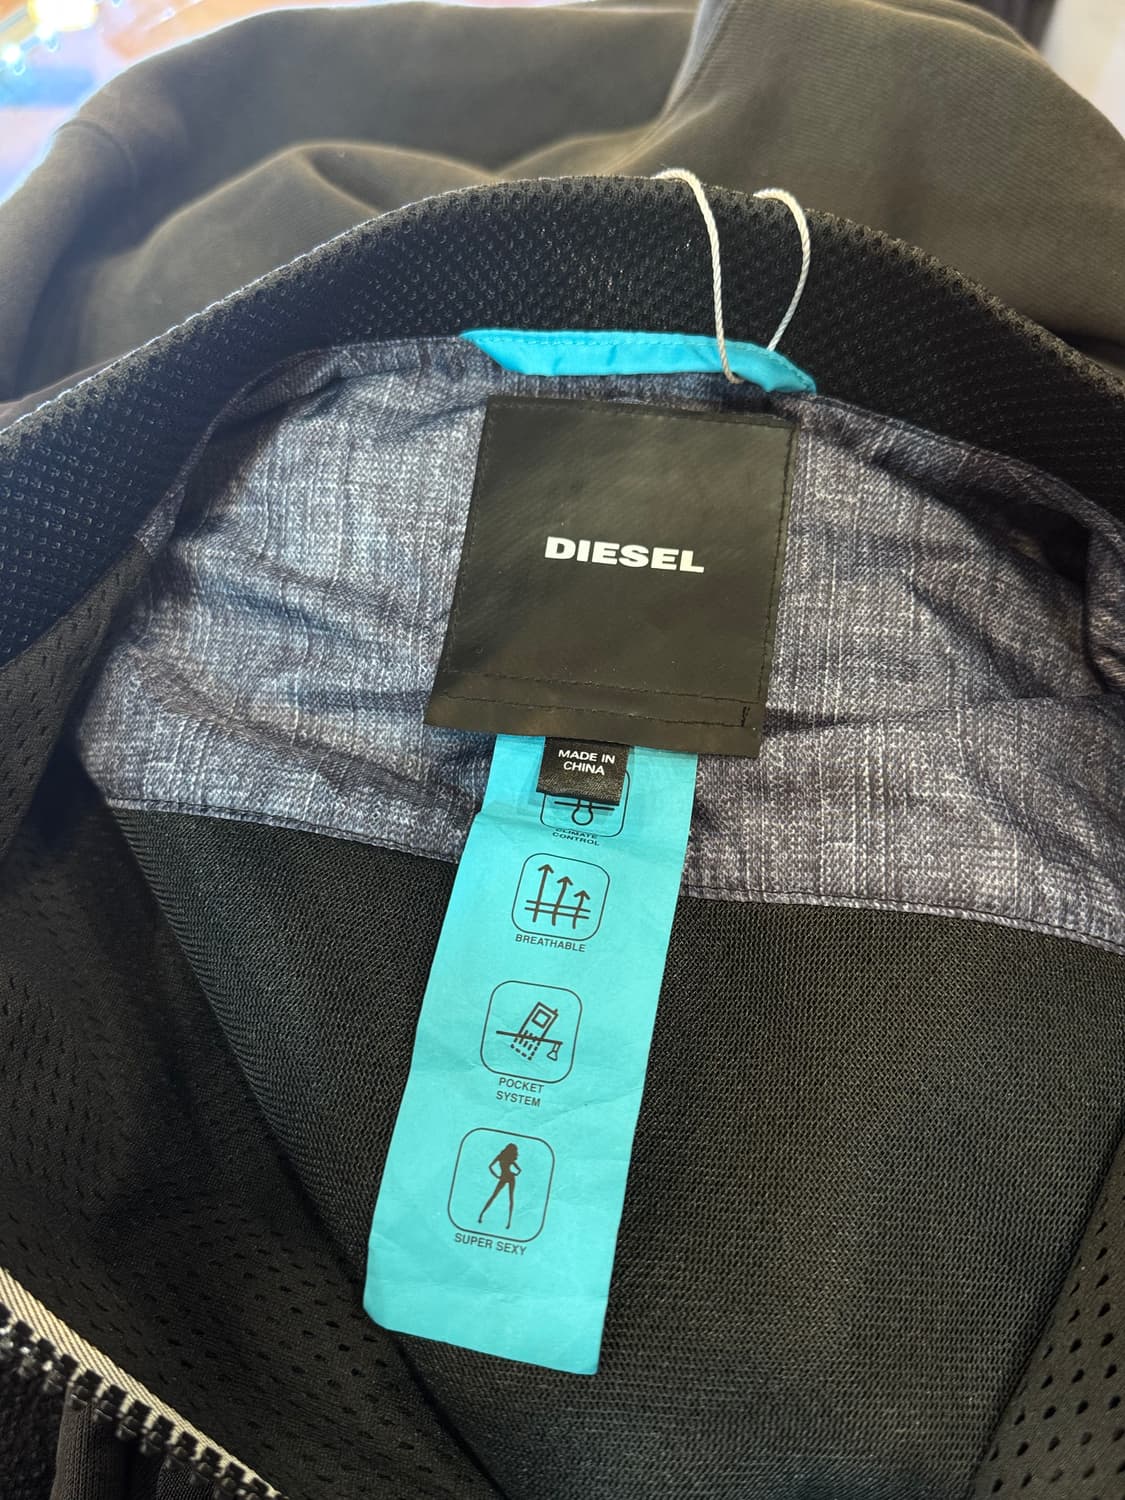 DIESEL
MADE IN
CHINA
CLIMATE
CONTROL
BREATHABLE
POCKET
SYSTEM
SUPER SEXY